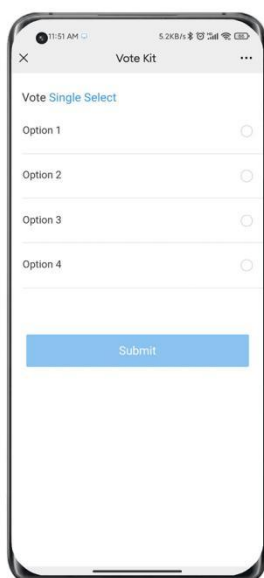 11:51 AM 5.2KB/s
Vote Kit
Vote Single Select
Option 1
Option 2
Option 3
Option 4
Submit